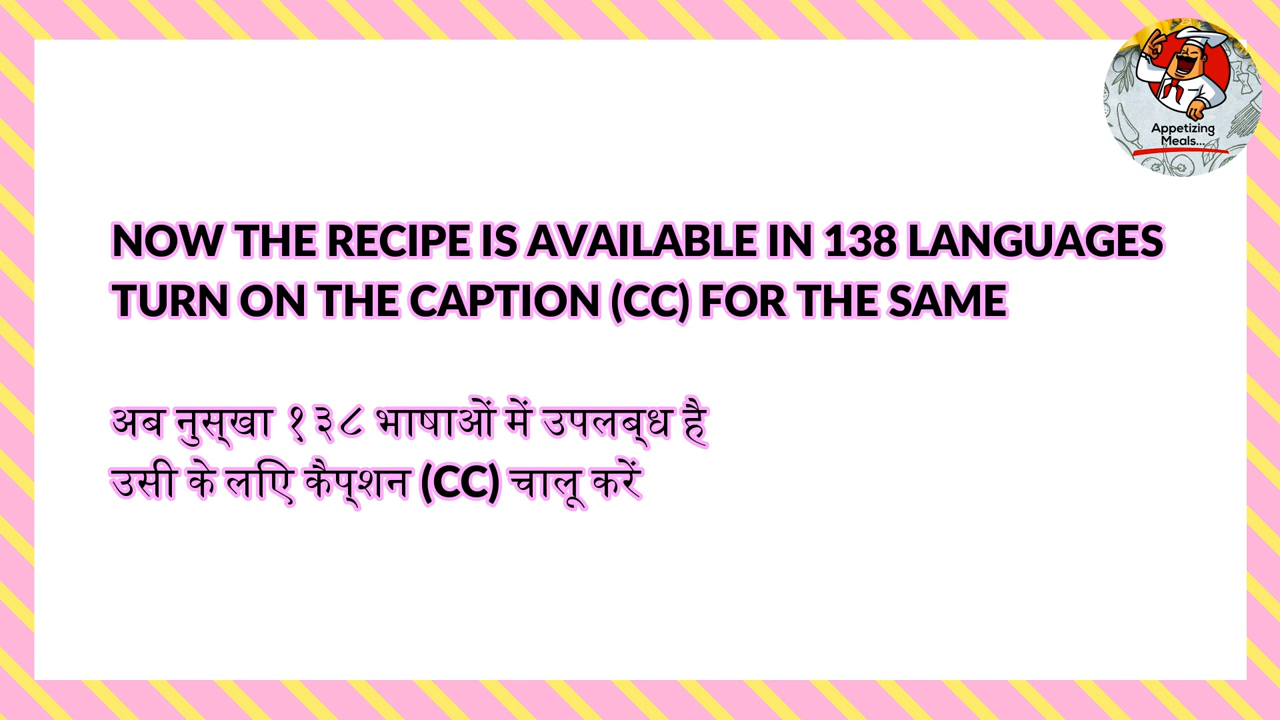 Appetizing
Meals...
NOW THE RECIPE IS AVAILABLE IN 138 LANGUAGES
TURN ON THE CAPTION (CC) FOR THE SAME
अब नुस्‌खा १३८ भाषाओं में उपलब्‌ध है
उसी के लिए कैप्‌शन (CC) चालू करें